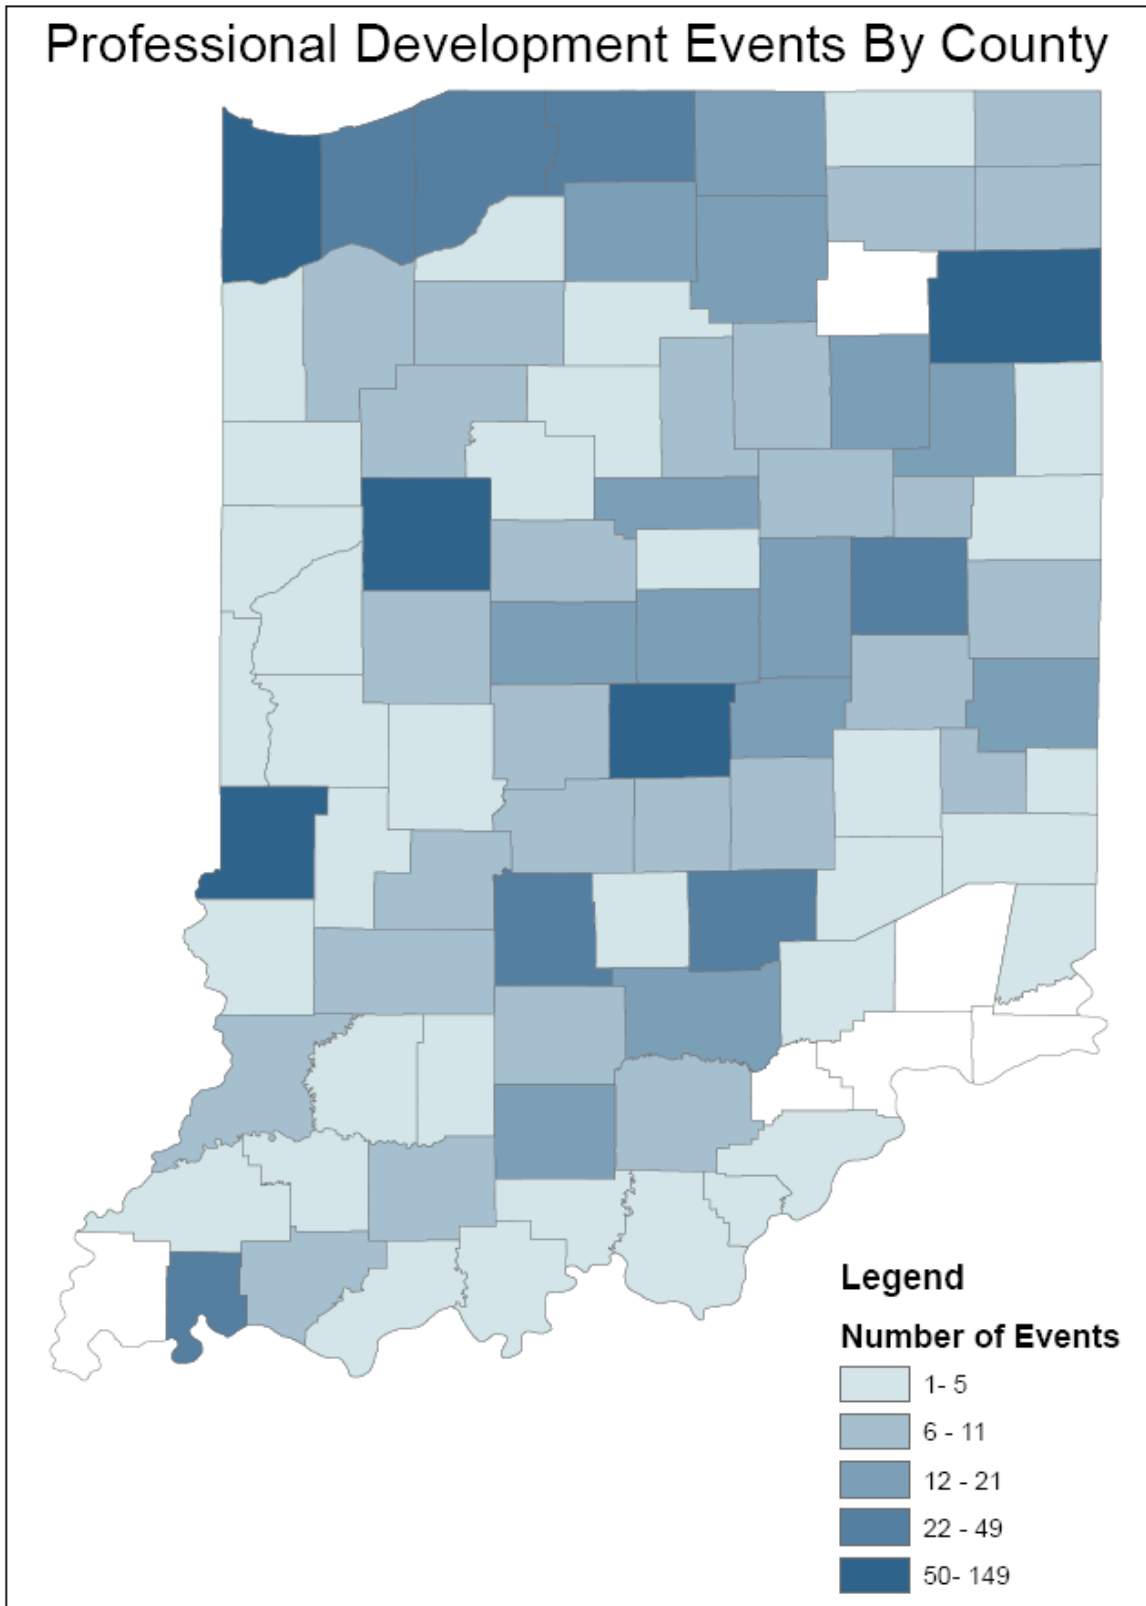 Professional Development Events By County
Legend
Number of Events
1- 5
6 - 11
12 - 21
22 - 49
50- 149